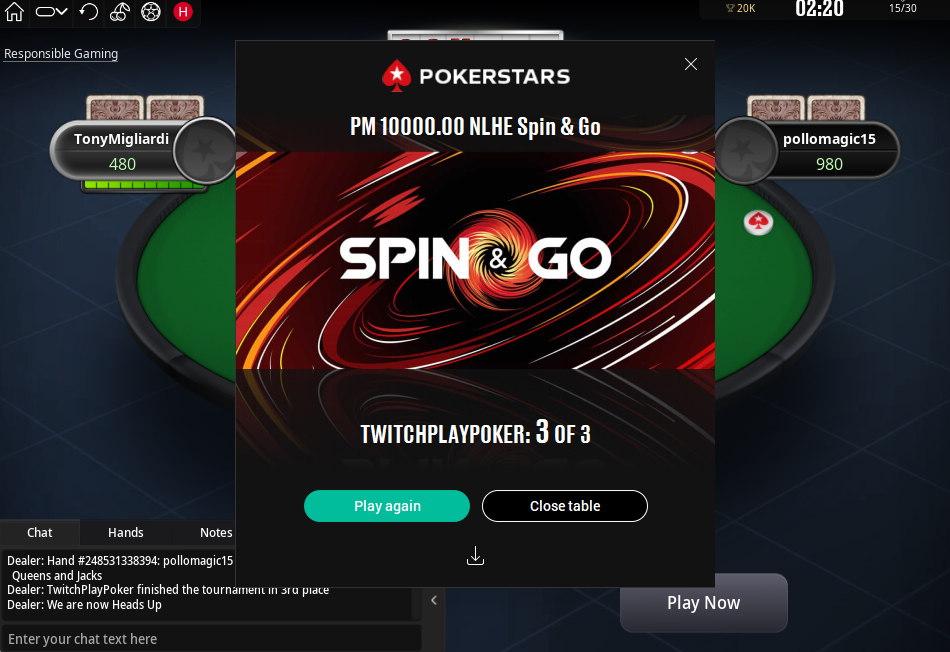 H
20K
02:20
15/30
Responsible Gaming
POKERSTARS
PM 10000.00 NLHE Spin & Go
TonyMigliardi
480
pollomagic15
980
SPIN & GO
TWITCHPLAYPOKER: 3 OF 3
Play again
Close table
Chat
Hands
Notes
Dealer: Hand #248531338394: pollomagic15
Queens and Jacks
Dealer: TwitchPlayPoker finished the tournament in 3rd place
Dealer: We are now Heads Up
Play Now
Enter your chat text here